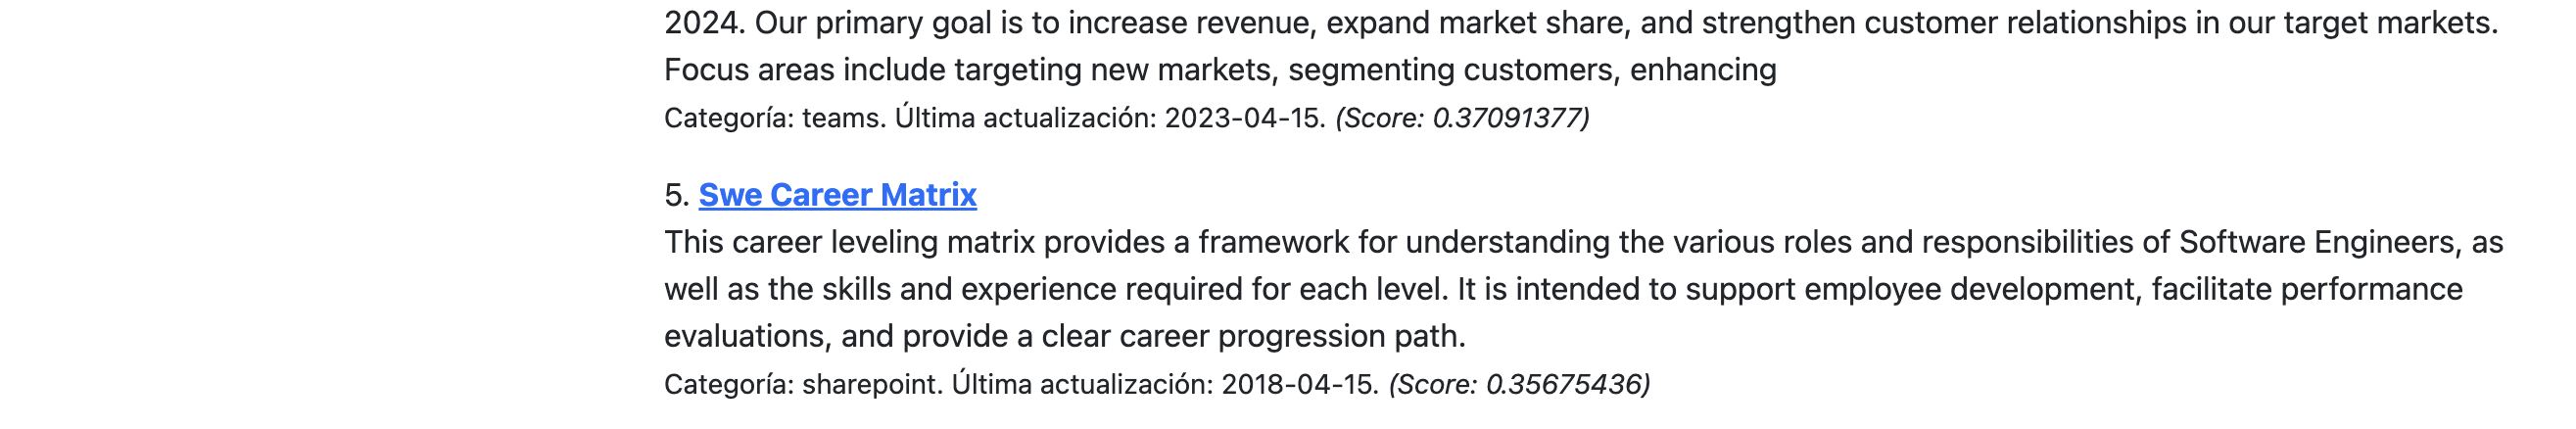 2024. Our primary goal is to increase revenue, expand market share, and strengthen customer relationships in our target markets.
Focus areas include targeting new markets, segmenting customers, enhancing
Categoría: teams. Última actualización: 2023-04-15. (Score: 0.37091377)
5. Swe Career Matrix
This career leveling matrix provides a framework for understanding the various roles and responsibilities of Software Engineers, as
well as the skills and experience required for each level. It is intended to support employee development, facilitate performance
evaluations, and provide a clear career progression path.
Categoría: sharepoint. Última actualización: 2018-04-15. (Score: 0.35675436)